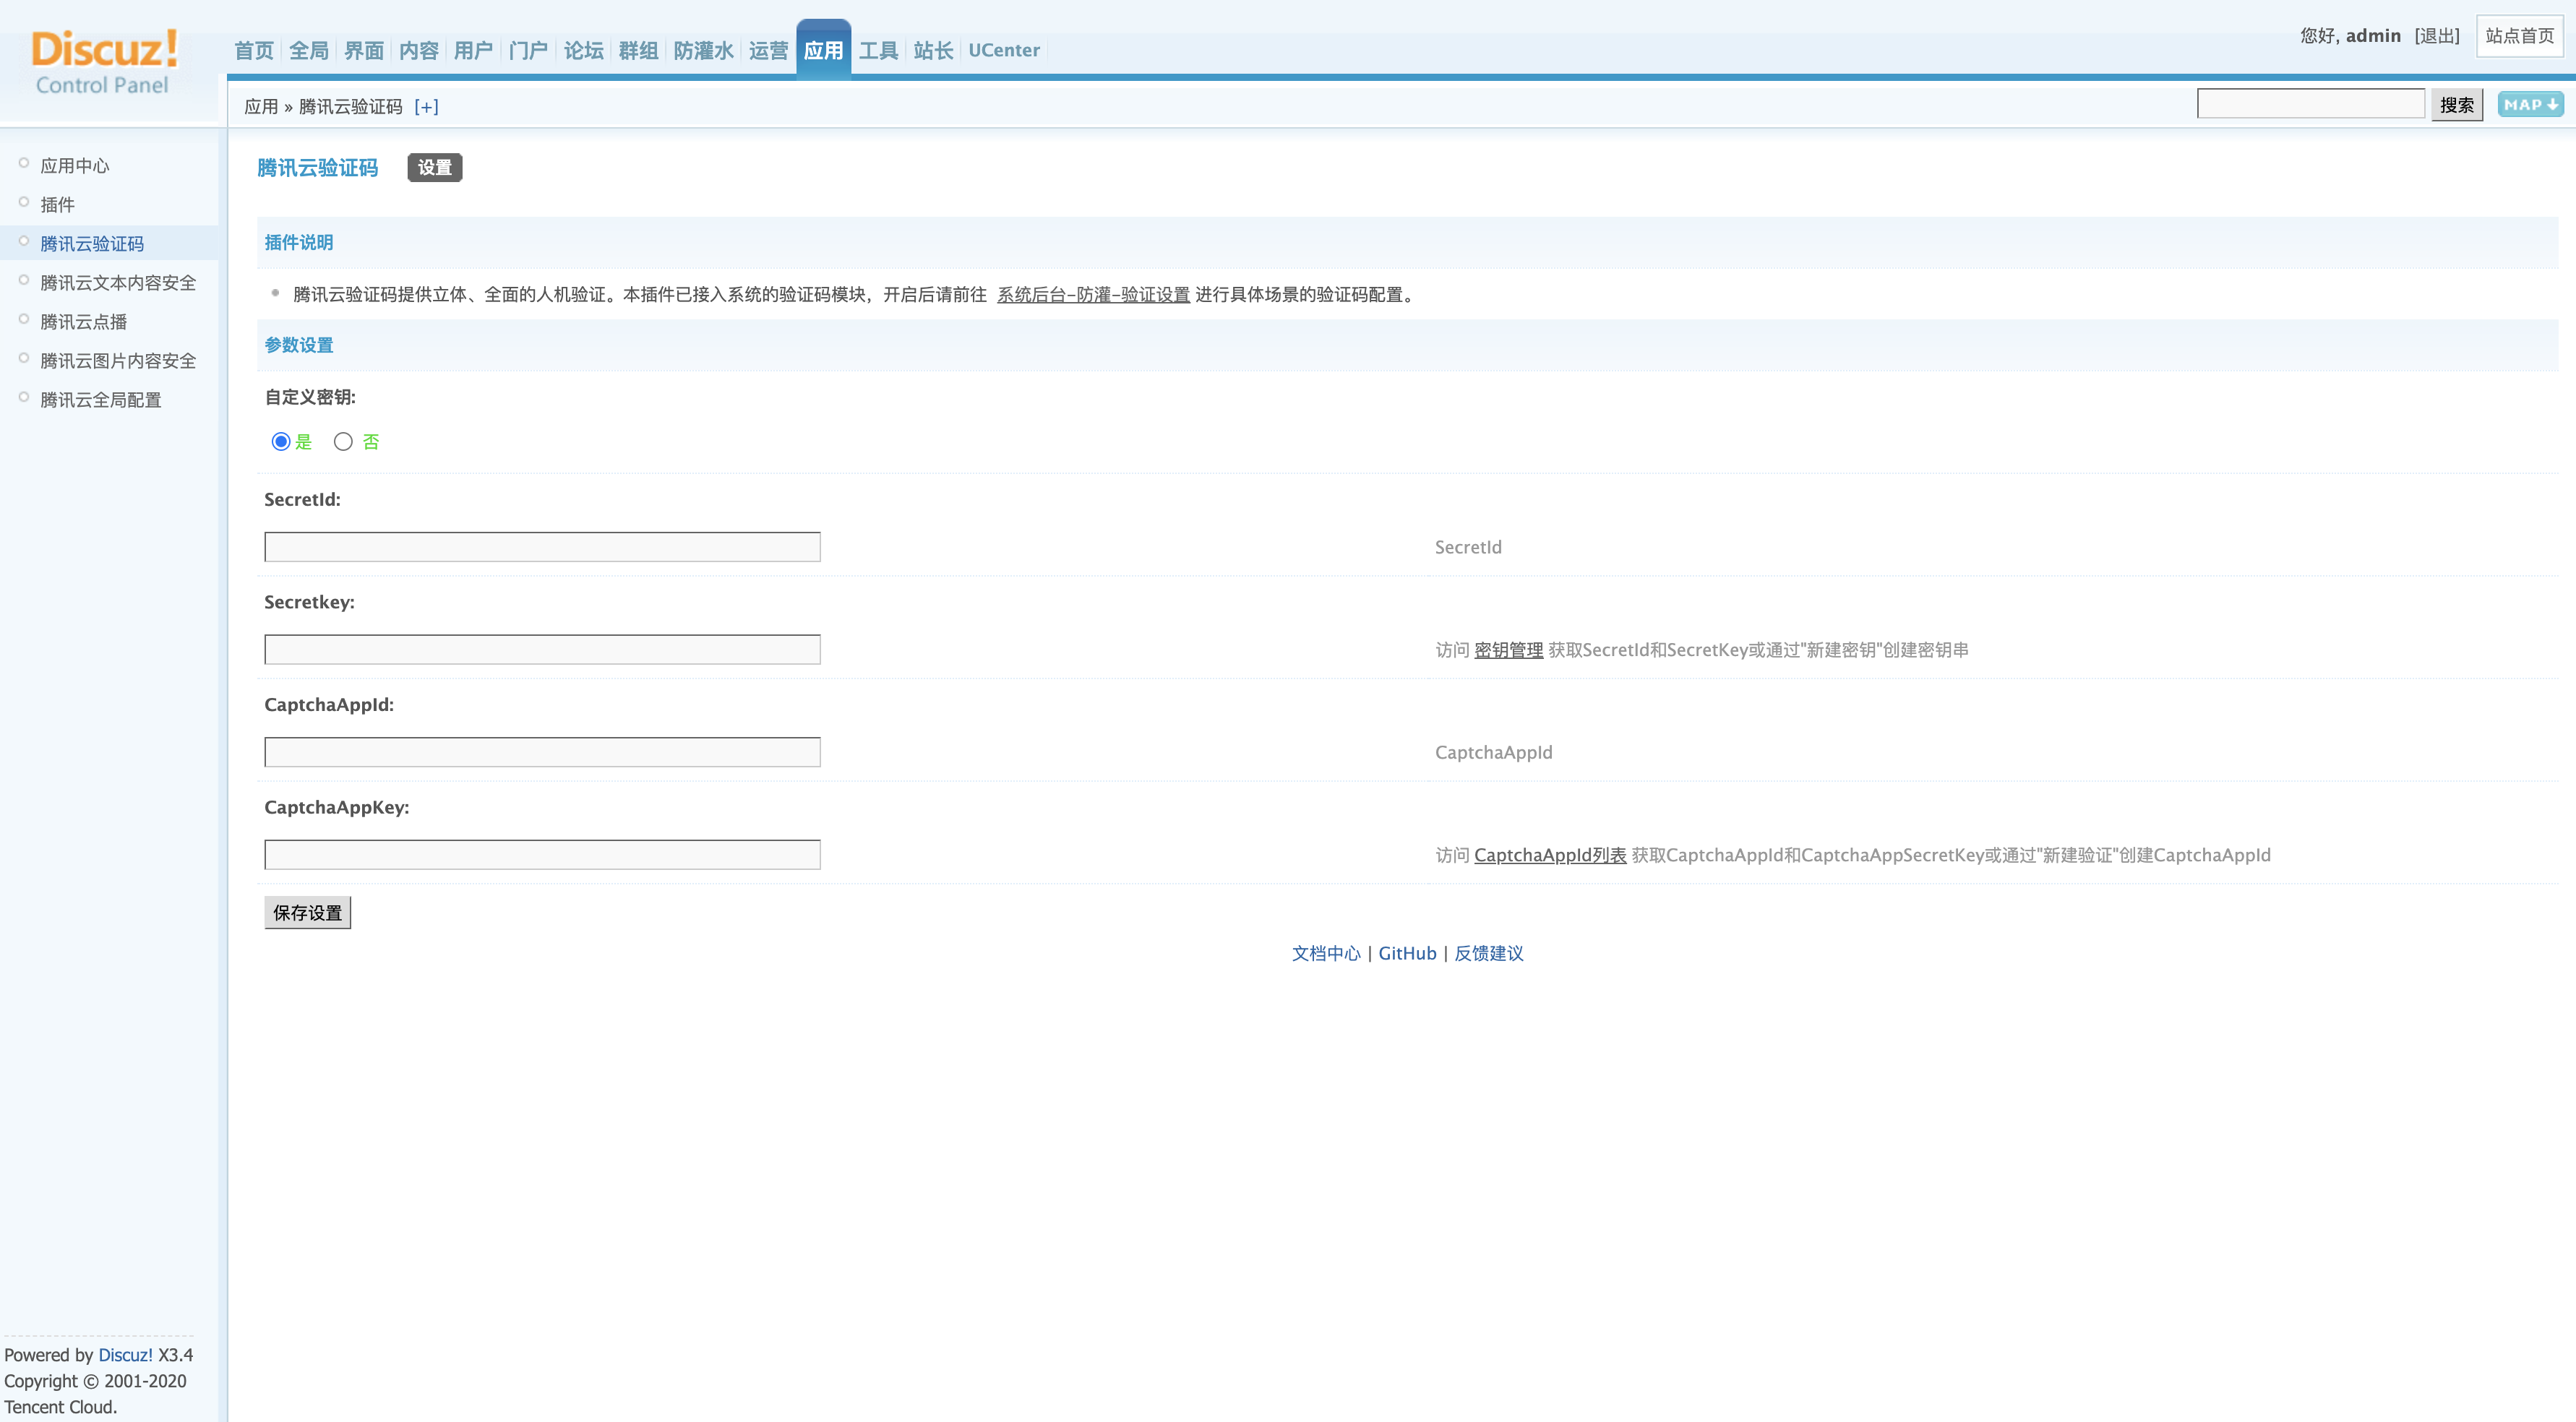 Discuz!
Control Panel
首页 全局 界面 内容 用户 门户 论坛 群组 防灌水 运营 应用 工具 站长 UCenter
您好, admin [退出] 站点首页
应用 » 腾讯云验证码 [+]
搜索 MAP
应用中心
插件
腾讯云验证码
腾讯云文本内容安全
腾讯云点播
腾讯云图片内容安全
腾讯云全局配置
腾讯云验证码 设置
插件说明
腾讯云验证码提供立体、全面的人机验证。本插件已接入系统的验证码模块，开启后请前往 系统后台-防灌-验证设置 进行具体场景的验证码配置。
参数设置
自定义密钥:
是 否
SecretId:
SecretId
Secretkey:
访问 密钥管理 获取SecretId和SecretKey或通过"新建密钥"创建密钥串
CaptchaAppId:
CaptchaAppId
CaptchaAppKey:
访问 CaptchaAppId列表 获取CaptchaAppId和CaptchaAppSecretKey或通过"新建验证"创建CaptchaAppId
保存设置
文档中心 | GitHub | 反馈建议
Powered by Discuz! X3.4
Copyright © 2001-2020
Tencent Cloud.